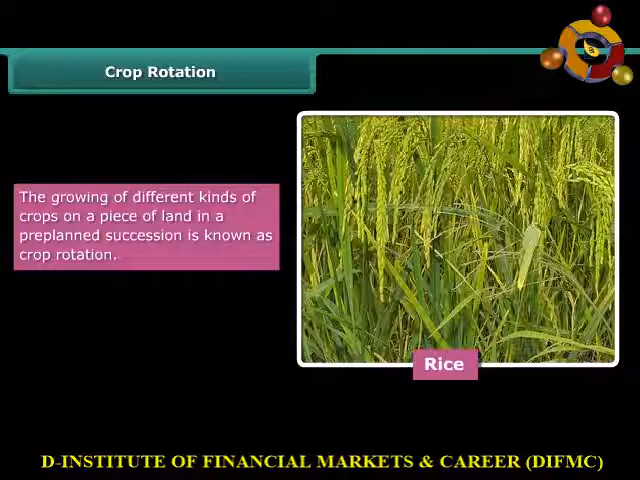 Crop Rotation
The growing of different kinds of
crops on a piece of land in a
preplanned succession is known as
crop rotation.
Rice
D-INSTITUTE OF FINANCIAL MARKETS & CAREER (DIFMC)